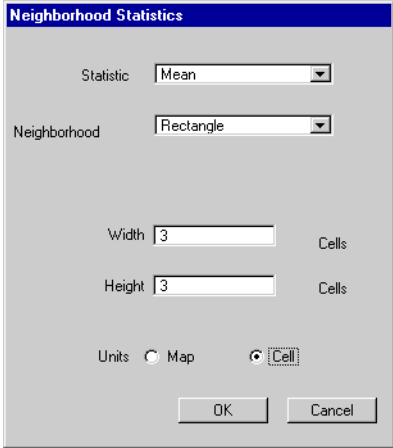 Neighborhood Statistics
Statistic Mean
Neighborhood Rectangle
Width 3 Cells
Height 3 Cells
Units Map Cell
OK Cancel